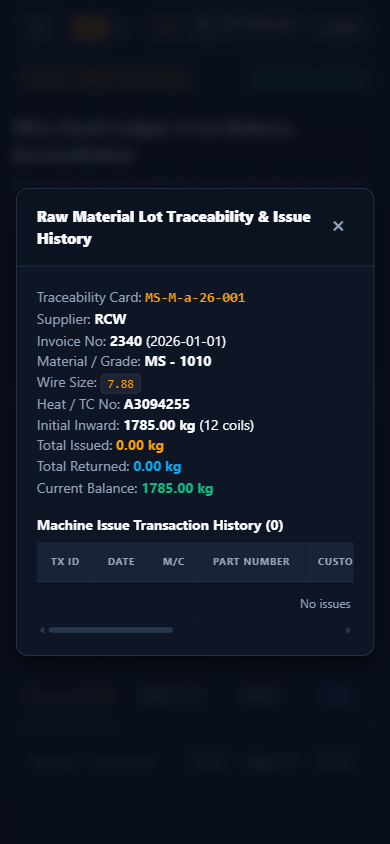 Raw Material Lot Traceability & Issue
History
✕
Traceability Card: MS-M-a-26-001
Supplier: RCW
Invoice No: 2340 (2026-01-01)
Material / Grade: MS - 1010
Wire Size: 7.88
Heat / TC No: A3094255
Initial Inward: 1785.00 kg (12 coils)
Total Issued: 0.00 kg
Total Returned: 0.00 kg
Current Balance: 1785.00 kg
Machine Issue Transaction History (0)
TX ID DATE M/C PART NUMBER CUSTO
No issues